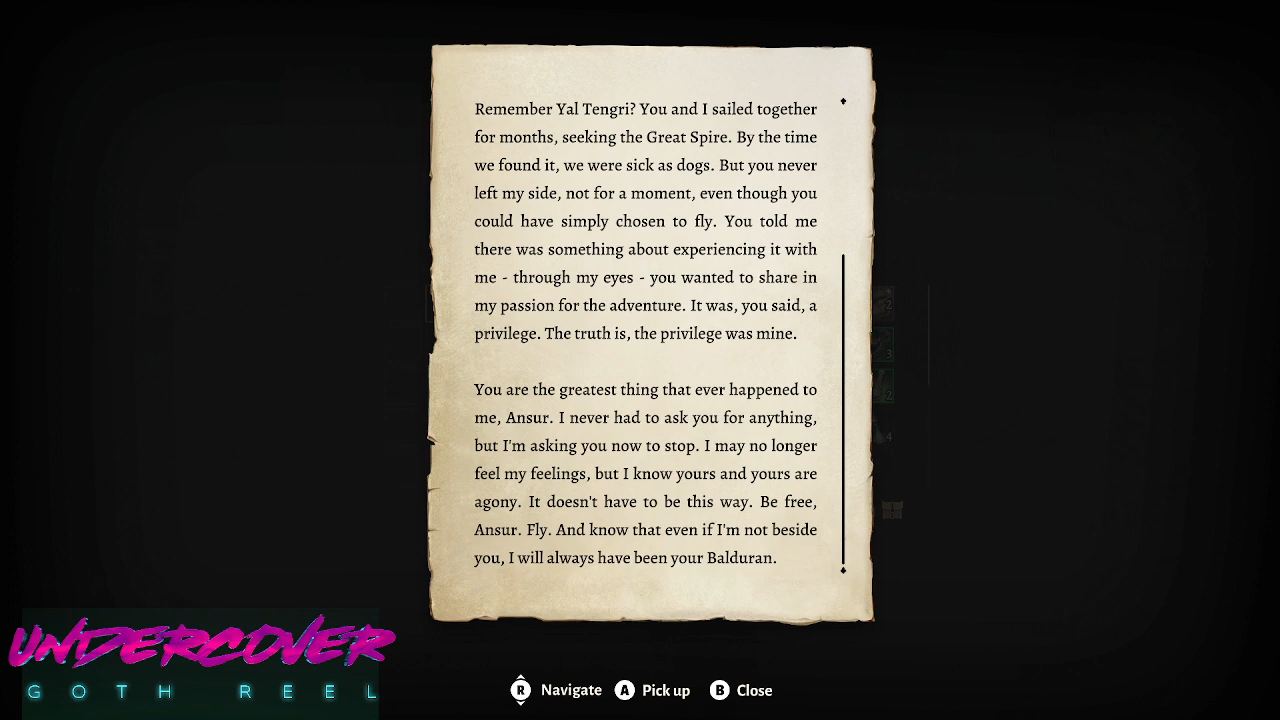 Remember Yal Tengri? You and I sailed together
for months, seeking the Great Spire. By the time
we found it, we were sick as dogs. But you never
left my side, not for a moment, even though you
could have simply chosen to fly. You told me
there was something about experiencing it with
me - through my eyes - you wanted to share in
my passion for the adventure. It was, you said, a
privilege. The truth is, the privilege was mine.
You are the greatest thing that ever happened to
me, Ansur. I never had to ask you for anything,
but I'm asking you now to stop. I may no longer
feel my feelings, but I know yours and yours are
agony. It doesn't have to be this way. Be free,
Ansur. Fly. And know that even if I'm not beside
you, I will always have been your Balduran.
2
3
2
4
UNDERCOVER
GOTH REEL
R Navigate A Pick up B Close